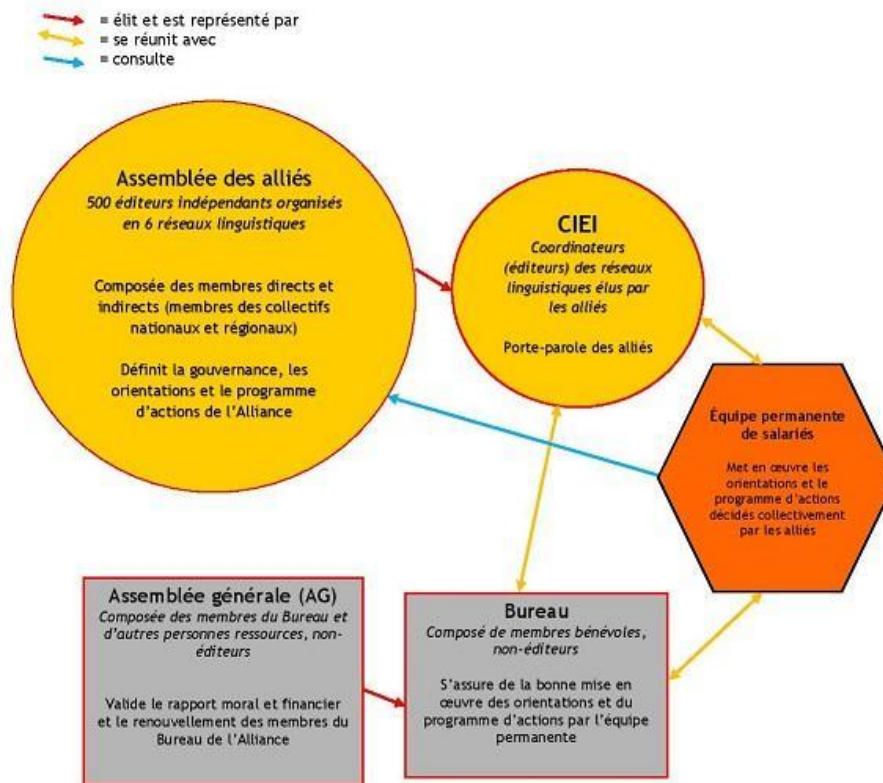 = élit et est représenté par
= se réunit avec
= consulte
Assemblée des alliés
500 éditeurs indépendants organisés
en 6 réseaux linguistiques
Composée des membres directs et
indirects (membres des collectifs
nationaux et régionaux)
Définit la gouvernance, les
orientations et le programme
d'actions de l'Alliance
CIEI
Coordinateurs
(éditeurs) des réseaux
linguistiques élus par
les alliés
Porte-parole des alliés
Équipe permanente
de salariés
Met en œuvre les
orientations et le
programme d'actions
décidés collectivement
par les alliés
Assemblée générale (AG)
Composée des membres du Bureau et
d'autres personnes ressources, non-
éditeurs
Valide le rapport moral et financier
et le renouvellement des membres du
Bureau de l'Alliance
Bureau
Composé de membres bénévoles,
non-éditeurs
S'assure de la bonne mise en
œuvre des orientations et du
programme d'actions par l'équipe
permanente